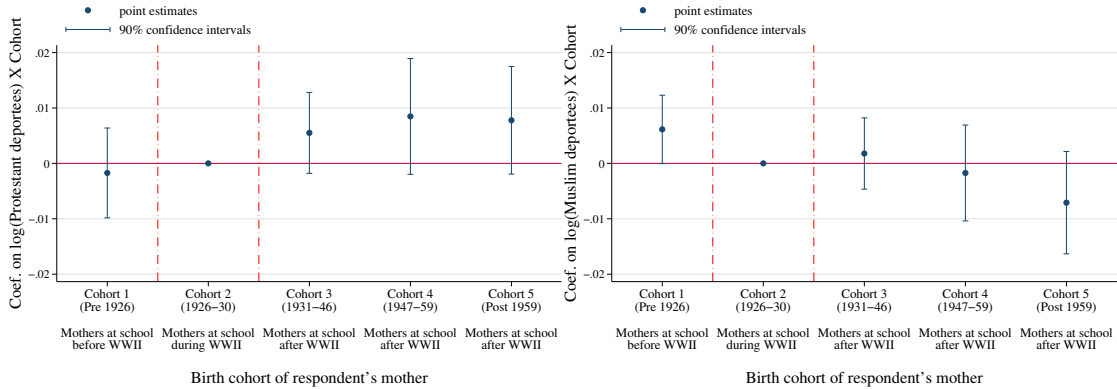 point estimates
90% confidence intervals
Coef. on log(Protestant deportees) X Cohort
.02
.01
0
-.01
-.02
Cohort 1 Cohort 2 Cohort 3 Cohort 4 Cohort 5
(Pre 1926) (1926–30) (1931–46) (1947–59) (Post 1959)
Mothers at school Mothers at school Mothers at school Mothers at school Mothers at school
before WWII during WWII after WWII after WWII after WWII
Birth cohort of respondent's mother
point estimates
90% confidence intervals
Coef. on log(Muslim deportees) X Cohort
.02
.01
0
-.01
-.02
Cohort 1 Cohort 2 Cohort 3 Cohort 4 Cohort 5
(Pre 1926) (1926–30) (1931–46) (1947–59) (Post 1959)
Mothers at school Mothers at school Mothers at school Mothers at school Mothers at school
before WWII during WWII after WWII after WWII after WWII
Birth cohort of respondent's mother